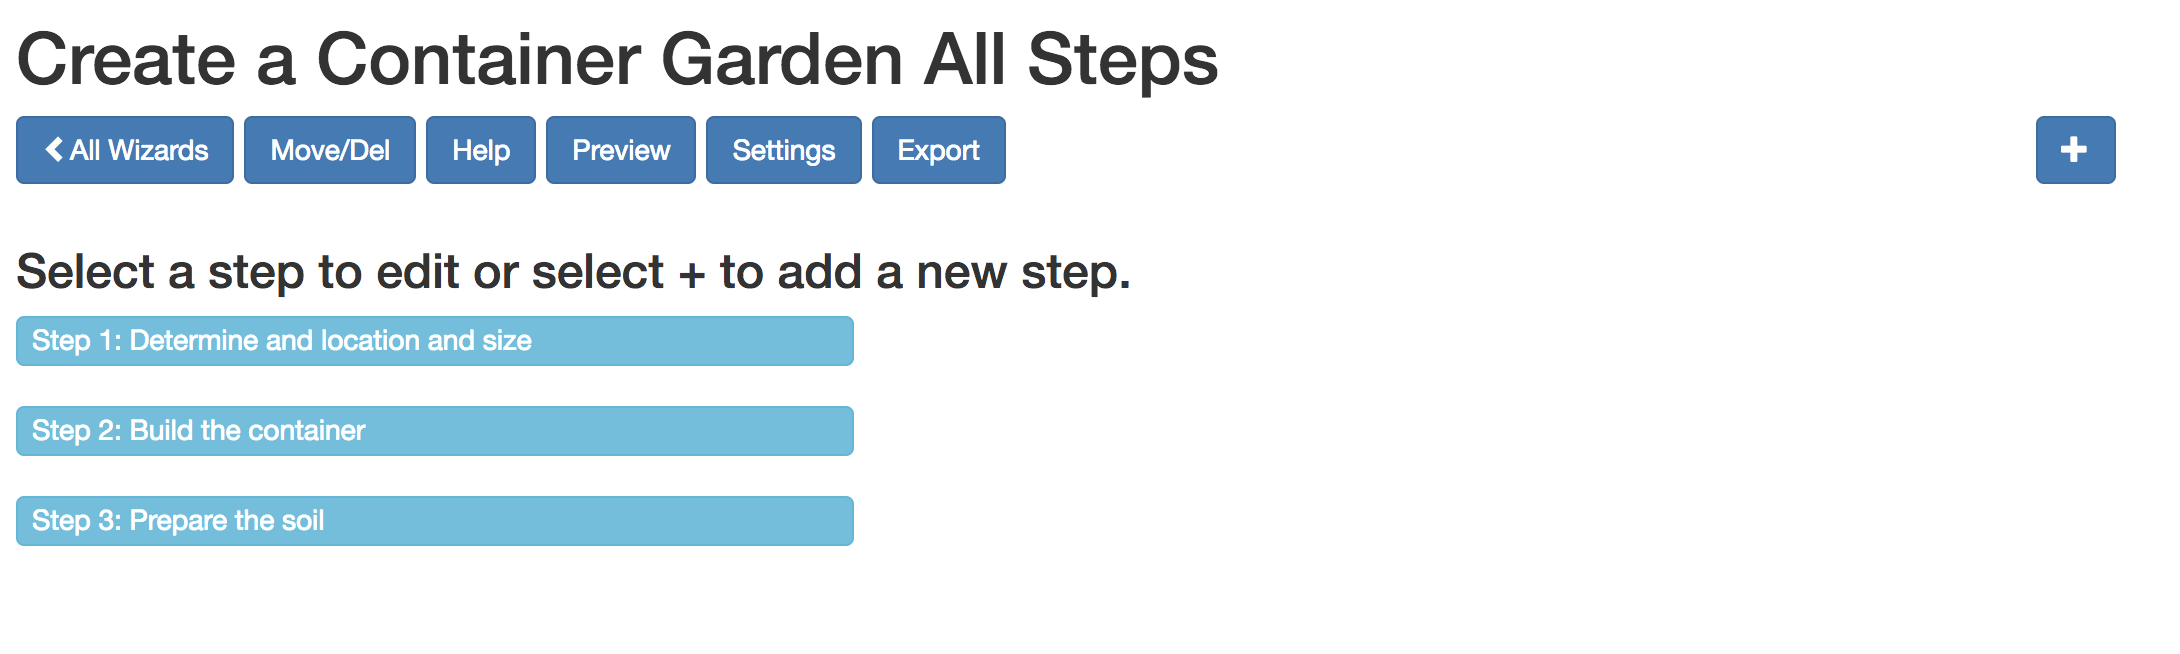 Create a Container Garden All Steps
All Wizards Move/Del Help Preview Settings Export +
Select a step to edit or select + to add a new step.
Step 1: Determine and location and size
Step 2: Build the container
Step 3: Prepare the soil